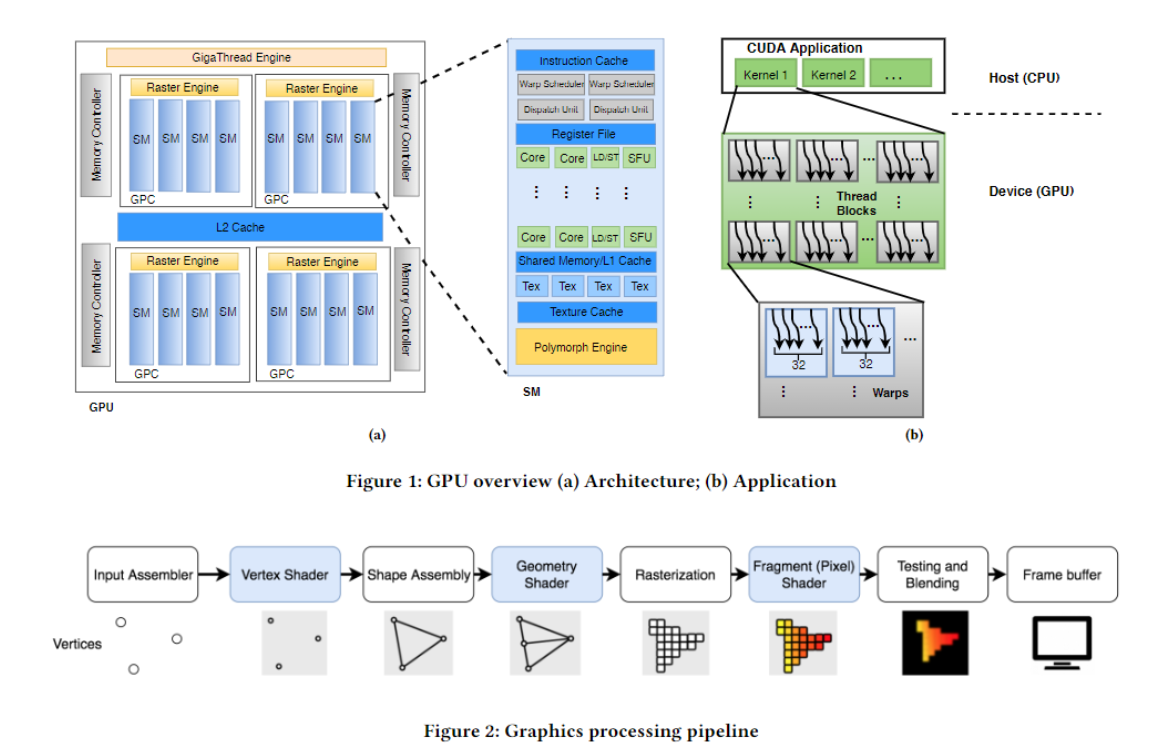 GigaThread Engine
Memory Controller
Raster Engine
SM SM SM SM
GPC
Raster Engine
SM SM SM SM
GPC
Memory Controller
L2 Cache
Memory Controller
Raster Engine
SM SM SM SM
GPC
Raster Engine
SM SM SM SM
GPC
Memory Controller
GPU
Instruction Cache
Warp Scheduler Warp Scheduler
Dispatch Unit Dispatch Unit
Register File
Core Core LD/ST SFU
Core Core LD/ST SFU
Shared Memory/L1 Cache
Tex Tex Tex Tex
Texture Cache
Polymorph Engine
SM
(a)
CUDA Application
Kernel 1 Kernel 2 ...
Host (CPU)
Device (GPU)
... ... ... ...
Thread
Blocks
... ... ... ...
... ... ...
32 32
Warps
(b)
Figure 1: GPU overview (a) Architecture; (b) Application
Input Assembler
Vertex Shader
Shape Assembly
Geometry
Shader
Rasterization
Fragment (Pixel)
Shader
Testing and
Blending
Frame buffer
Vertices
Figure 2: Graphics processing pipeline